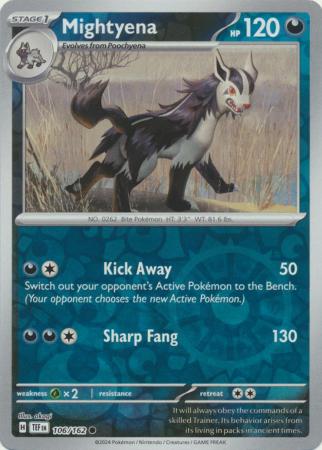 STAGE 1
Mightyena
HP 120
Evolves from Poochyena
NO. 0262 Bite Pokémon HT: 3'3" WT: 81.6 lbs.
Kick Away 50
Switch out your opponent's Active Pokémon to the Bench.
(Your opponent chooses the new Active Pokémon.)
Sharp Fang 130
weakness ×2 resistance retreat
Illus. akagi
H TEF EN 106/162
It will always obey the commands of
a skilled Trainer. Its behavior arises
from its living in packs
in ancient times.
©2024 Pokémon / Nintendo / Creatures / GAME FREAK